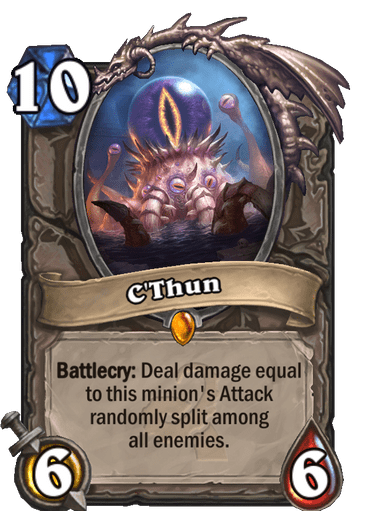 10
C'Thun
Battlecry: Deal damage equal
to this minion's Attack
randomly split among
all enemies.
6
6